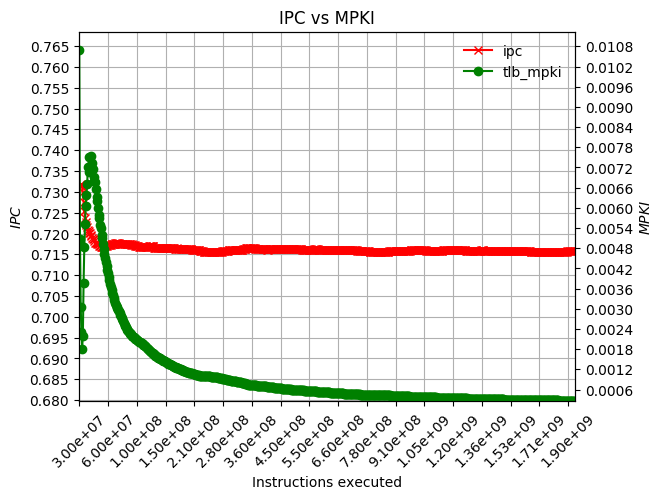 IPC vs MPKI
0.765
0.760
0.755
0.750
0.745
0.740
0.735
0.730
0.725
0.720
0.715
0.710
0.705
0.700
0.695
0.690
0.685
0.680
IPC
ipc
tlb_mpki
0.0108
0.0102
0.0096
0.0090
0.0084
0.0078
0.0072
0.0066
0.0060
0.0054
0.0048
0.0042
0.0036
0.0030
0.0024
0.0018
0.0012
0.0006
MPKI
3.00e+07
6.00e+07
1.00e+08
1.50e+08
2.10e+08
2.80e+08
3.60e+08
4.50e+08
5.50e+08
6.60e+08
7.80e+08
9.10e+08
1.05e+09
1.20e+09
1.36e+09
1.53e+09
1.71e+09
1.90e+09
Instructions executed